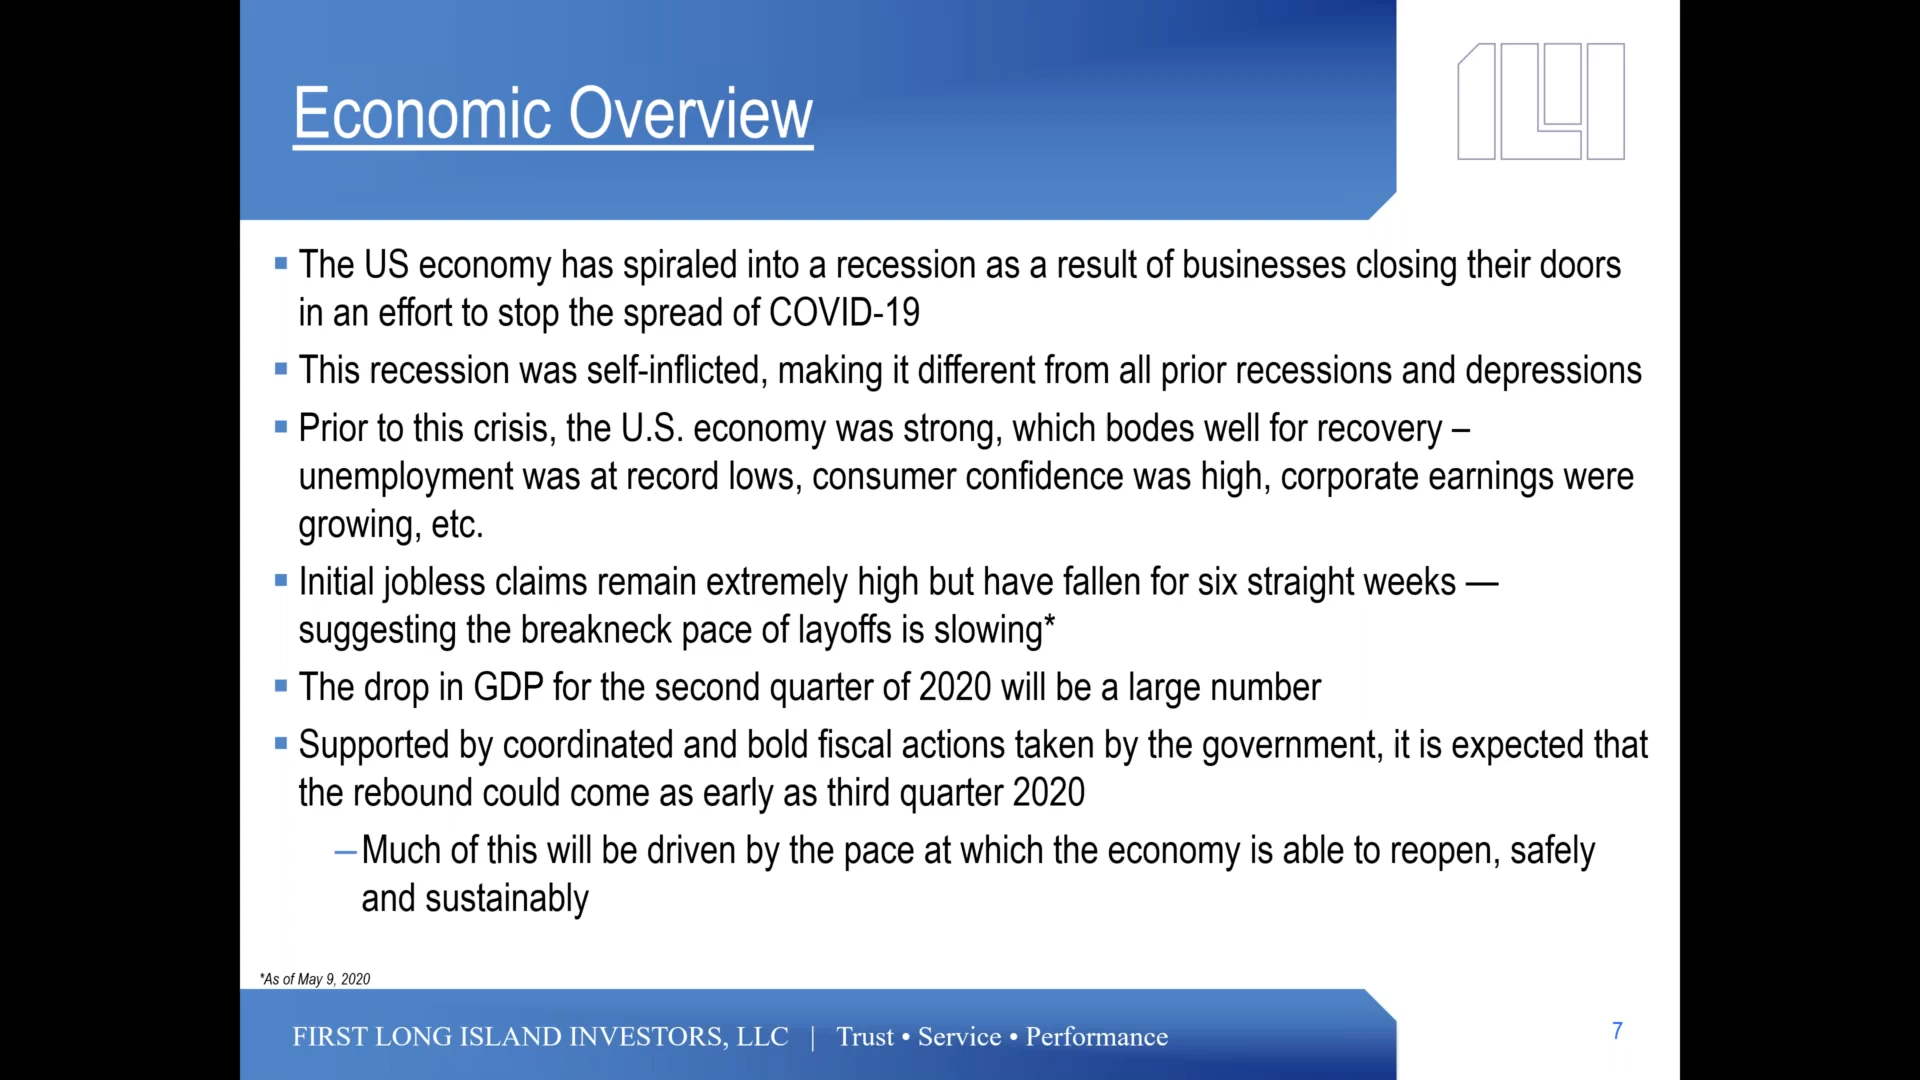 Economic Overview
▪ The US economy has spiraled into a recession as a result of businesses closing their doors
in an effort to stop the spread of COVID-19
▪ This recession was self-inflicted, making it different from all prior recessions and depressions
▪ Prior to this crisis, the U.S. economy was strong, which bodes well for recovery –
unemployment was at record lows, consumer confidence was high, corporate earnings were
growing, etc.
▪ Initial jobless claims remain extremely high but have fallen for six straight weeks —
suggesting the breakneck pace of layoffs is slowing*
▪ The drop in GDP for the second quarter of 2020 will be a large number
▪ Supported by coordinated and bold fiscal actions taken by the government, it is expected that
the rebound could come as early as third quarter 2020
– Much of this will be driven by the pace at which the economy is able to reopen, safely
and sustainably
*As of May 9, 2020
FIRST LONG ISLAND INVESTORS, LLC | Trust • Service • Performance
7